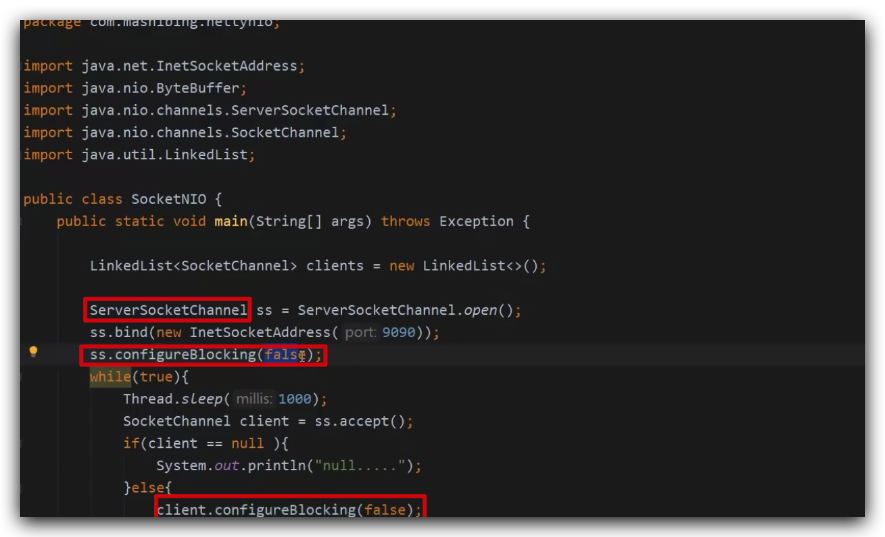 package com.mashibing.nettynio;
import java.net.InetSocketAddress;
import java.nio.ByteBuffer;
import java.nio.channels.ServerSocketChannel;
import java.nio.channels.SocketChannel;
import java.util.LinkedList;
public class SocketNIO {
public static void main(String[] args) throws Exception {
LinkedList<SocketChannel> clients = new LinkedList<>();
ServerSocketChannel ss = ServerSocketChannel.open();
ss.bind(new InetSocketAddress( port: 9090));
ss.configureBlocking(false);
while(true){
Thread.sleep( millis: 1000);
SocketChannel client = ss.accept();
if(client == null ){
System.out.println("null.....");
}else{
client.configureBlocking(false);